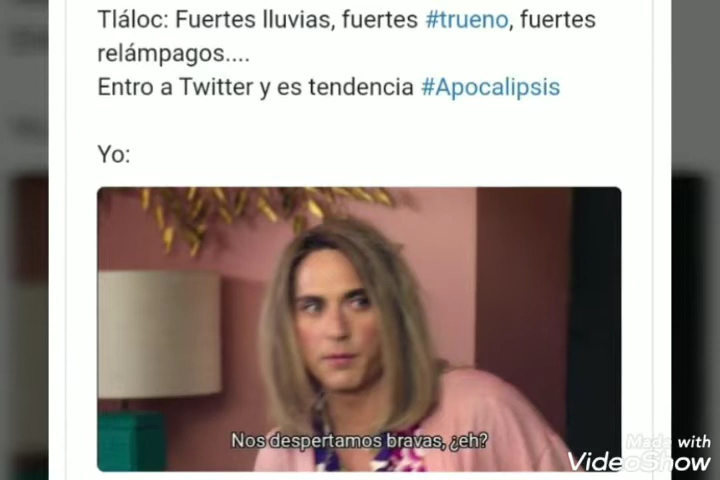 Tláloc: Fuertes lluvias, fuertes #trueno, fuertes
relámpagos....
Entro a Twitter y es tendencia #Apocalipsis
Yo:
Nos despertamos bravas, ¿eh?
Made with
VideoShow